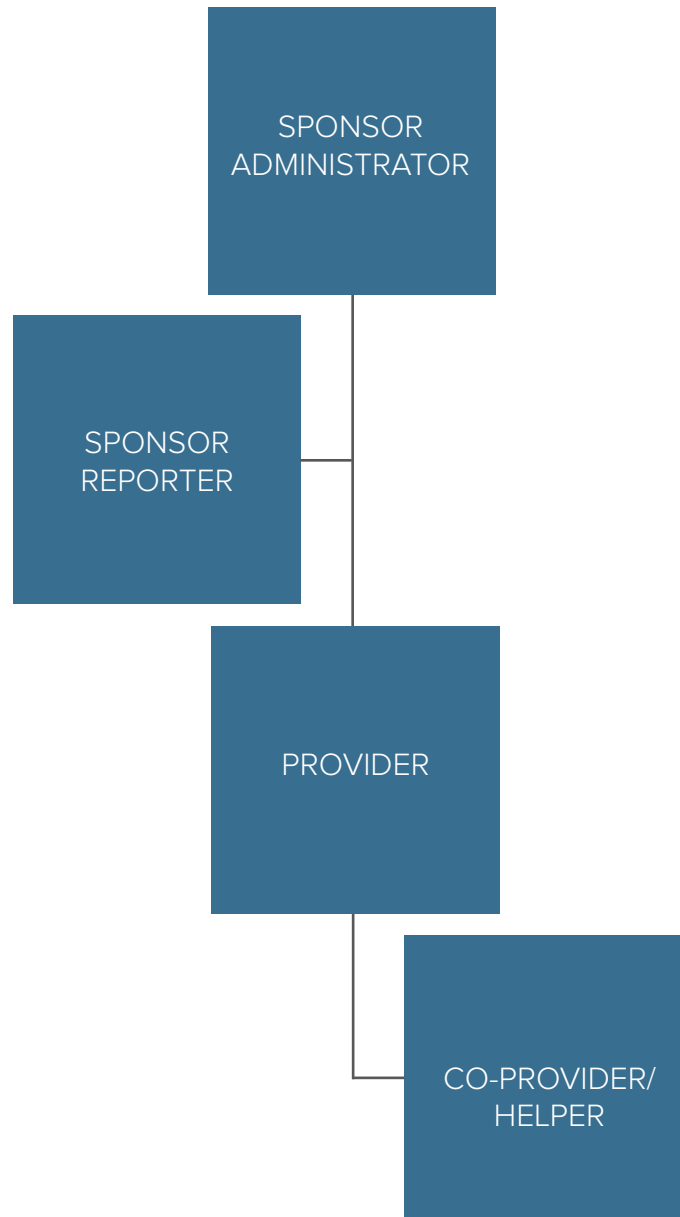 SPONSOR
ADMINISTRATOR
SPONSOR
REPORTER
PROVIDER
CO-PROVIDER/
HELPER